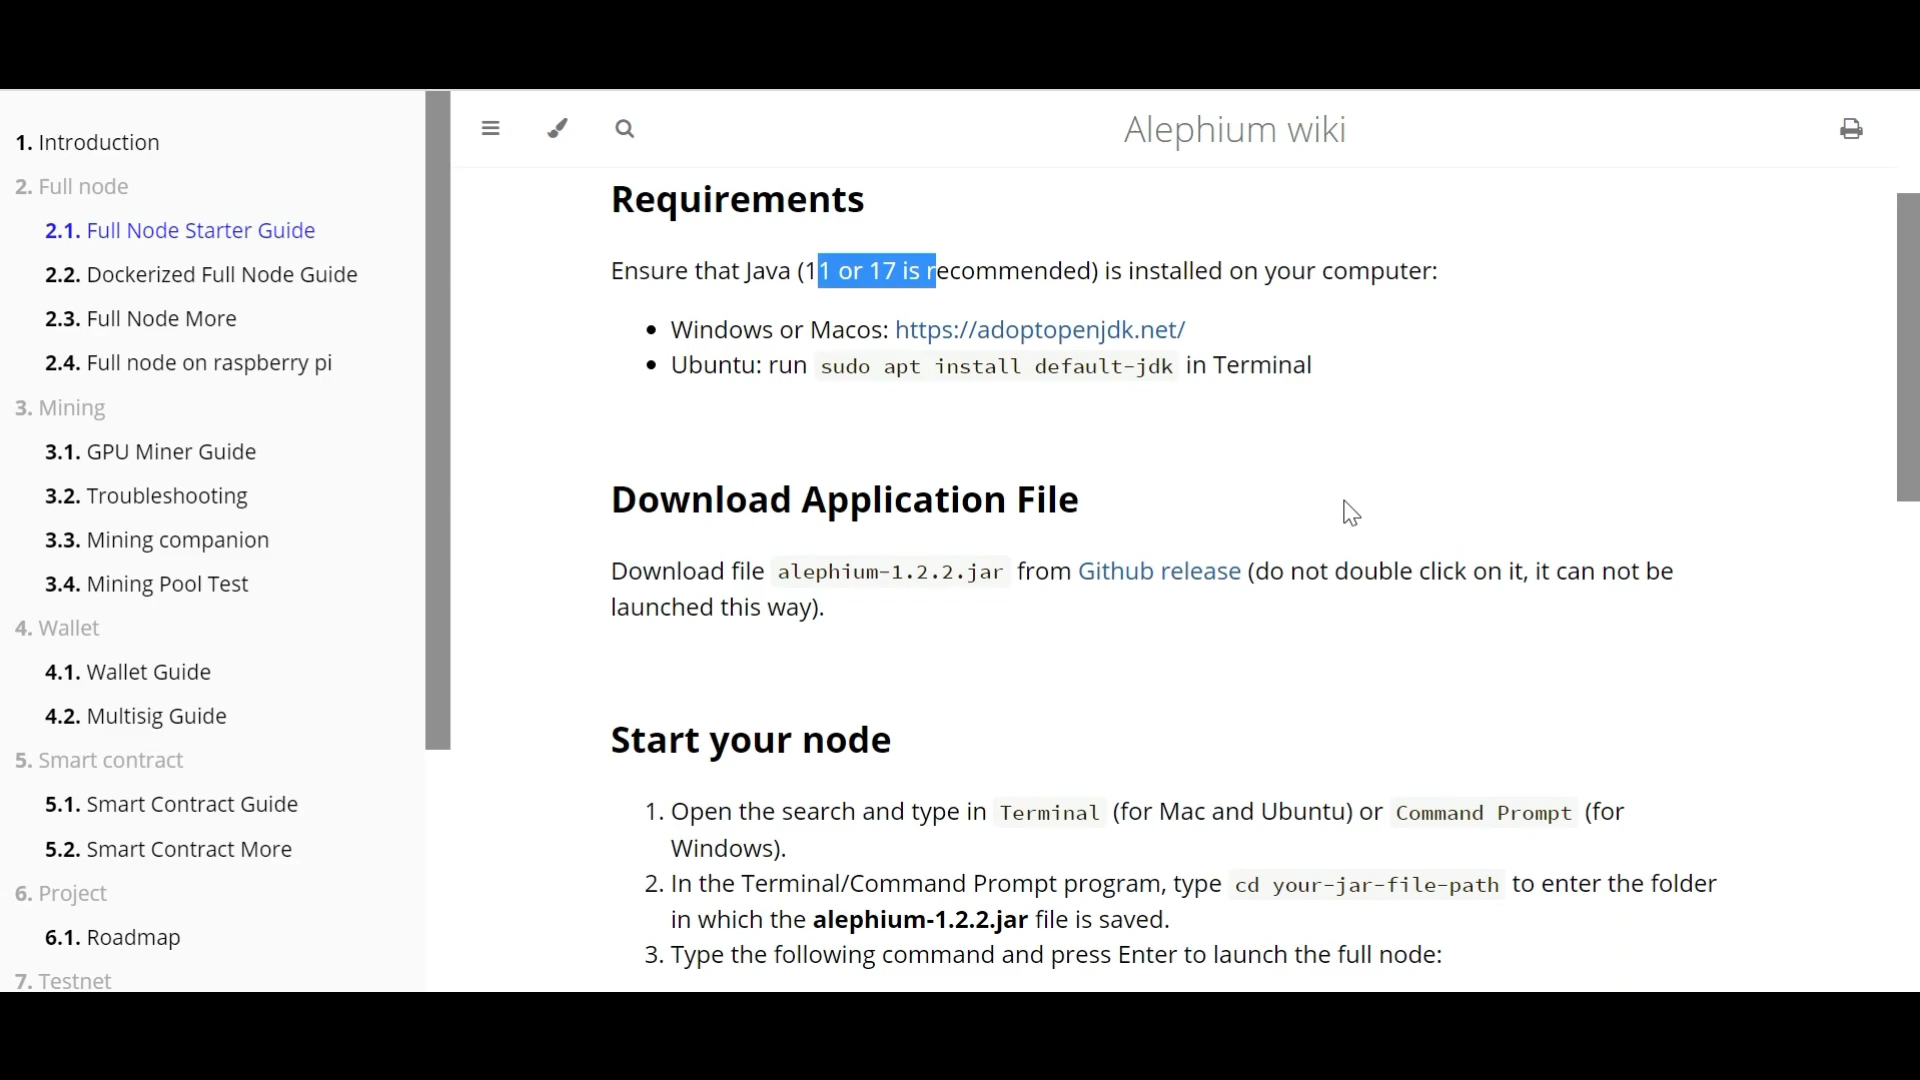 1. Introduction
2. Full node
2.1. Full Node Starter Guide
2.2. Dockerized Full Node Guide
2.3. Full Node More
2.4. Full node on raspberry pi
3. Mining
3.1. GPU Miner Guide
3.2. Troubleshooting
3.3. Mining companion
3.4. Mining Pool Test
4. Wallet
4.1. Wallet Guide
4.2. Multisig Guide
5. Smart contract
5.1. Smart Contract Guide
5.2. Smart Contract More
6. Project
6.1. Roadmap
7. Testnet
Alephium wiki
Requirements
Ensure that Java (11 or 17 is recommended) is installed on your computer:
• Windows or Macos: https://adoptopenjdk.net/
• Ubuntu: run sudo apt install default-jdk in Terminal
Download Application File
Download file alephium-1.2.2.jar from Github release (do not double click on it, it can not be
launched this way).
Start your node
1. Open the search and type in Terminal (for Mac and Ubuntu) or Command Prompt (for
Windows).
2. In the Terminal/Command Prompt program, type cd your-jar-file-path to enter the folder
in which the alephium-1.2.2.jar file is saved.
3. Type the following command and press Enter to launch the full node: